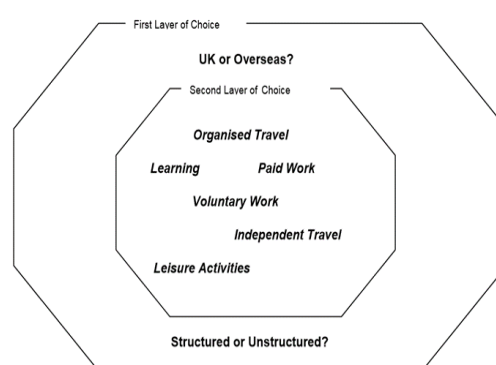 First Layer of Choice
UK or Overseas?
Second Layer of Choice
Organised Travel
Learning Paid Work
Voluntary Work
Independent Travel
Leisure Activities
Structured or Unstructured?